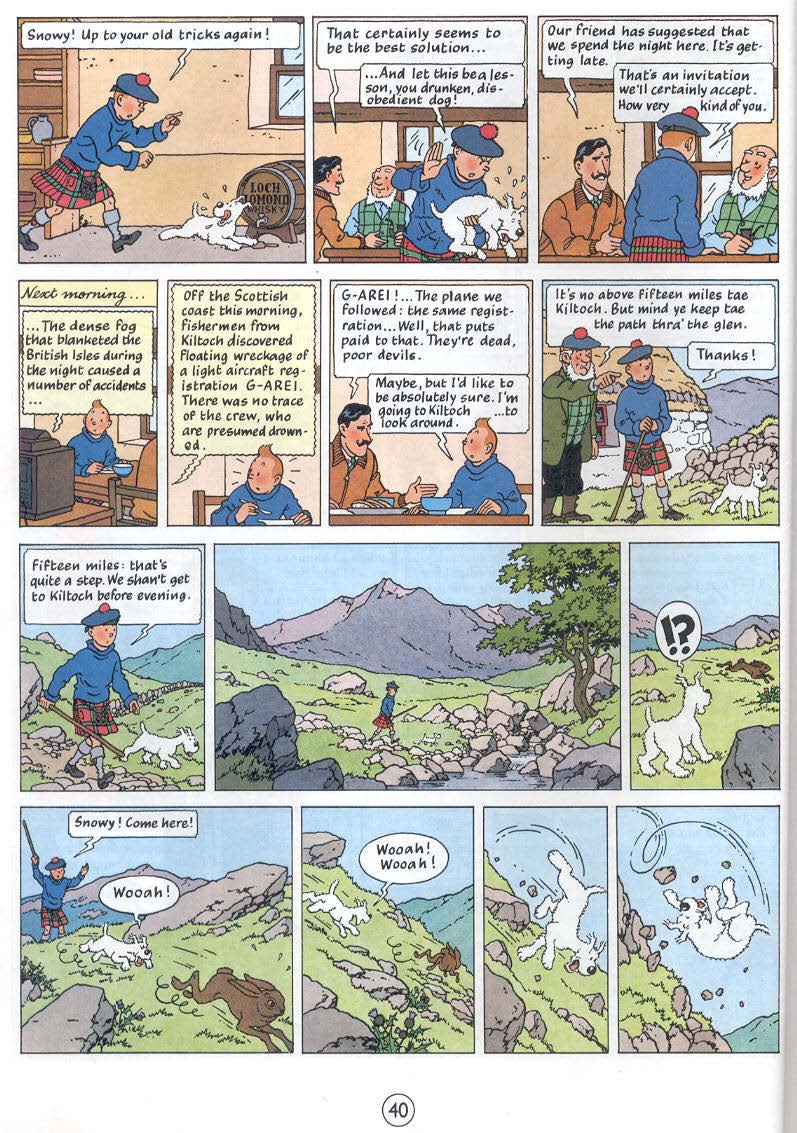 Snowy! Up to your old tricks again!
LOCH
LOMOND
WHISKY
That certainly seems to
be the best solution...
...And let this be a les-
son, you drunken, dis-
obedient dog!
Our friend has suggested that
we spend the night here. It's get-
ting late.
That's an invitation
we'll certainly accept.
How very kind of you.
Next morning...
...The dense fog
that blanketed the
British Isles during
the night caused a
number of accidents
...
Off the Scottish
coast this morning,
fishermen from
Kiltoch discovered
floating wreckage of
a light aircraft reg-
istration G-AREI.
There was no trace
of the crew, who
are presumed drown-
ed.
G-AREI!... The plane we
followed: the same regist-
ration... Well, that puts
paid to that. They're dead,
poor devils.
Maybe, but I'd like to
be absolutely sure. I'm
going to Kiltoch ...to
look around.
It's no above fifteen miles tae
Kiltoch. But mind ye keep tae
the path thra' the glen.
Thanks!
Fifteen miles: that's
quite a step. We shan't get
to Kiltoch before evening.
!?
Snowy! Come here!
Wooah!
Wooah!
Wooah!
40